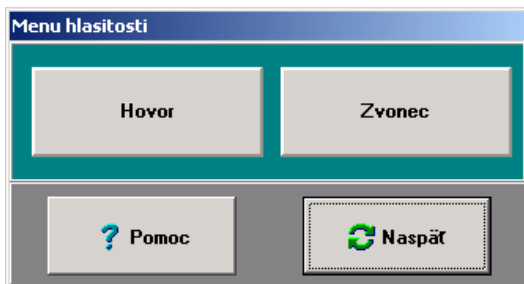 Menu hlasitosti
Hovor
Zvonec
? Pomoc
Naspäť